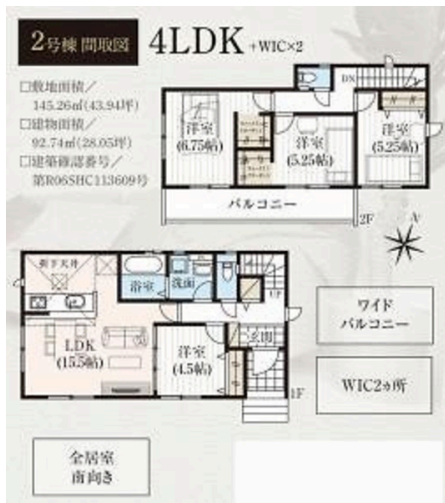 2号棟 間取図 4LDK +WIC×2
□敷地面積／
145.26㎡(43.94坪)
□建物面積／
92.74㎡(28.05坪)
□建築確認番号／
第R06SHC113609号
DN
洋室
(6.75帖)
洋室
(5.25帖)
洋室
(5.25帖)
バルコニー
2F
N
折下天井
浴室
洗面
UP
LDK
(15.5帖)
洋室
(4.5帖)
玄関
1F
ワイド
バルコニー
WIC2ヵ所
全居室
南向き